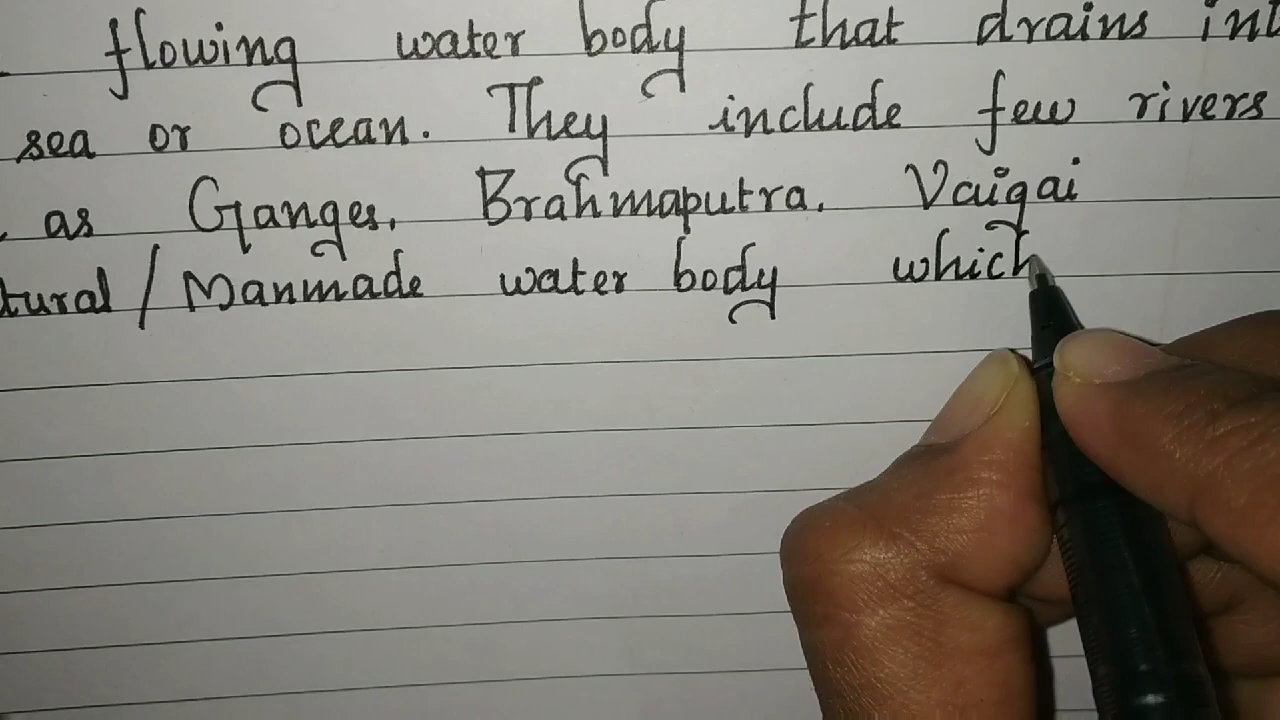 flowing water body that drains int
sea or ocean. They include few rivers
as Ganges, Brahmaputra, Vaigai
tural / Manmade water body which